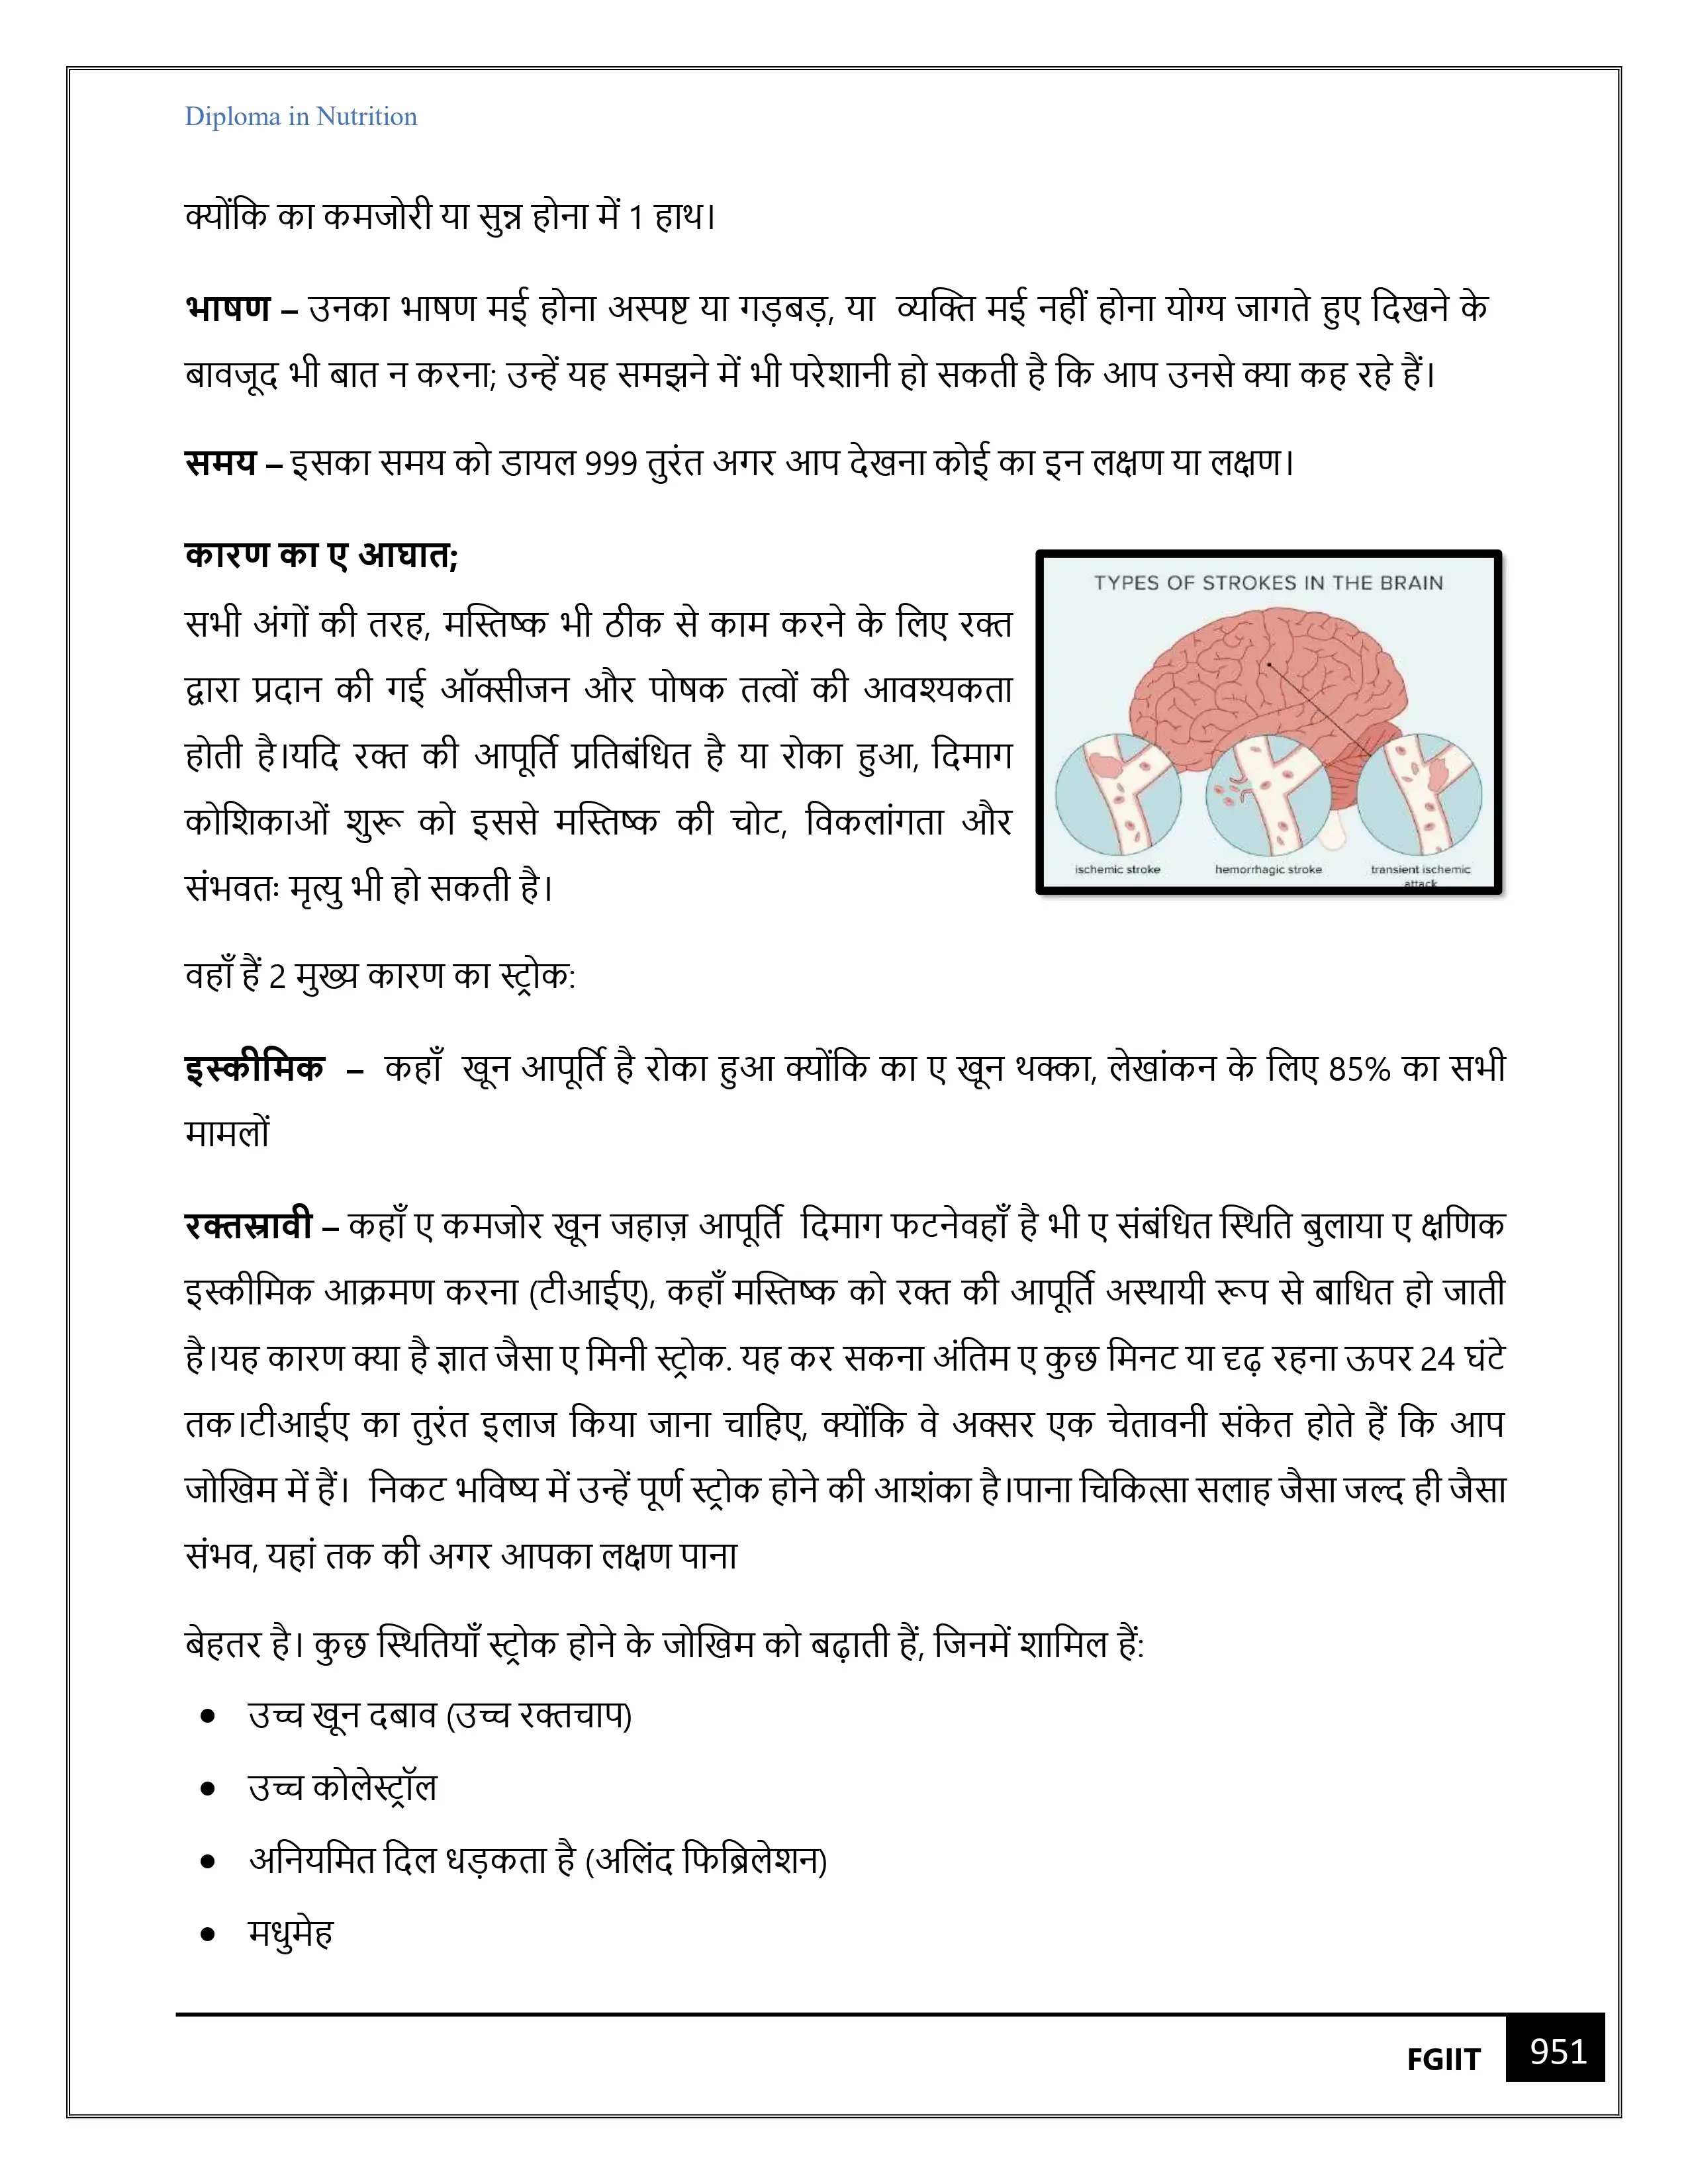 Diploma in Nutrition
क्योंकि का कमजोरी या सुन्न होना में 1 हाथ।
भाषण – उनका भाषण मई होना अस्पष्ट या गड़बड़, या व्यक्ति मई नहीं होना योग्य जागते हुए दिखने के
बावजूद भी बात न करना; उन्हें यह समझने में भी परेशानी हो सकती है कि आप उनसे क्या कह रहे हैं।
समय – इसका समय को डायल 999 तुरंत अगर आप देखना कोई का इन लक्षण या लक्षण।
कारण का ए आघात;
सभी अंगों की तरह, मस्तिष्क भी ठीक से काम करने के लिए रक्त
द्वारा प्रदान की गई ऑक्सीजन और पोषक तत्वों की आवश्यकता
होती है।यदि रक्त की आपूर्ति प्रतिबंधित है या रोका हुआ, दिमाग
कोशिकाओं शुरू को इससे मस्तिष्क की चोट, विकलांगता और
संभवतः मृत्यु भी हो सकती है।
TYPES OF STROKES IN THE BRAIN
ischemic stroke
hemorrhagic stroke
transient ischemic
attack
वहाँ हैं 2 मुख्य कारण का स्ट्रोक:
इस्कीमिक – कहाँ खून आपूर्ति है रोका हुआ क्योंकि का ए खून थक्का, लेखांकन के लिए 85% का सभी
मामलों
रक्तस्रावी – कहाँ ए कमजोर खून जहाज़ आपूर्ति दिमाग फटनेवहाँ है भी ए संबंधित स्थिति बुलाया ए क्षणिक
इस्कीमिक आक्रमण करना (टीआईए), कहाँ मस्तिष्क को रक्त की आपूर्ति अस्थायी रूप से बाधित हो जाती
है।यह कारण क्या है ज्ञात जैसा ए मिनी स्ट्रोक. यह कर सकना अंतिम ए कुछ मिनट या दृढ़ रहना ऊपर 24 घंटे
तक।टीआईए का तुरंत इलाज किया जाना चाहिए, क्योंकि वे अक्सर एक चेतावनी संकेत होते हैं कि आप
जोखिम में हैं। निकट भविष्य में उन्हें पूर्ण स्ट्रोक होने की आशंका है।पाना चिकित्सा सलाह जैसा जल्द ही जैसा
संभव, यहां तक की अगर आपका लक्षण पाना
बेहतर है। कुछ स्थितियाँ स्ट्रोक होने के जोखिम को बढ़ाती हैं, जिनमें शामिल हैं:
• उच्च खून दबाव (उच्च रक्तचाप)
• उच्च कोलेस्ट्रॉल
• अनियमित दिल धड़कता है (अलिंद फिब्रिलेशन)
• मधुमेह
FGIIT 951